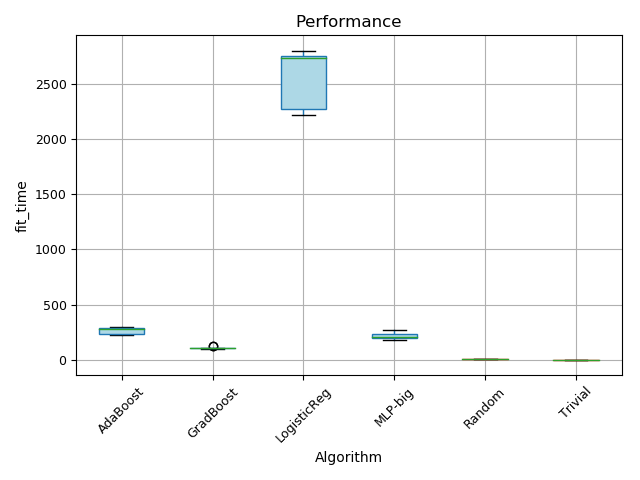 Performance
fit_time
2500
2000
1500
1000
500
0
AdaBoost
GradBoost
LogisticReg
MLP-big
Random
Trivial
Algorithm